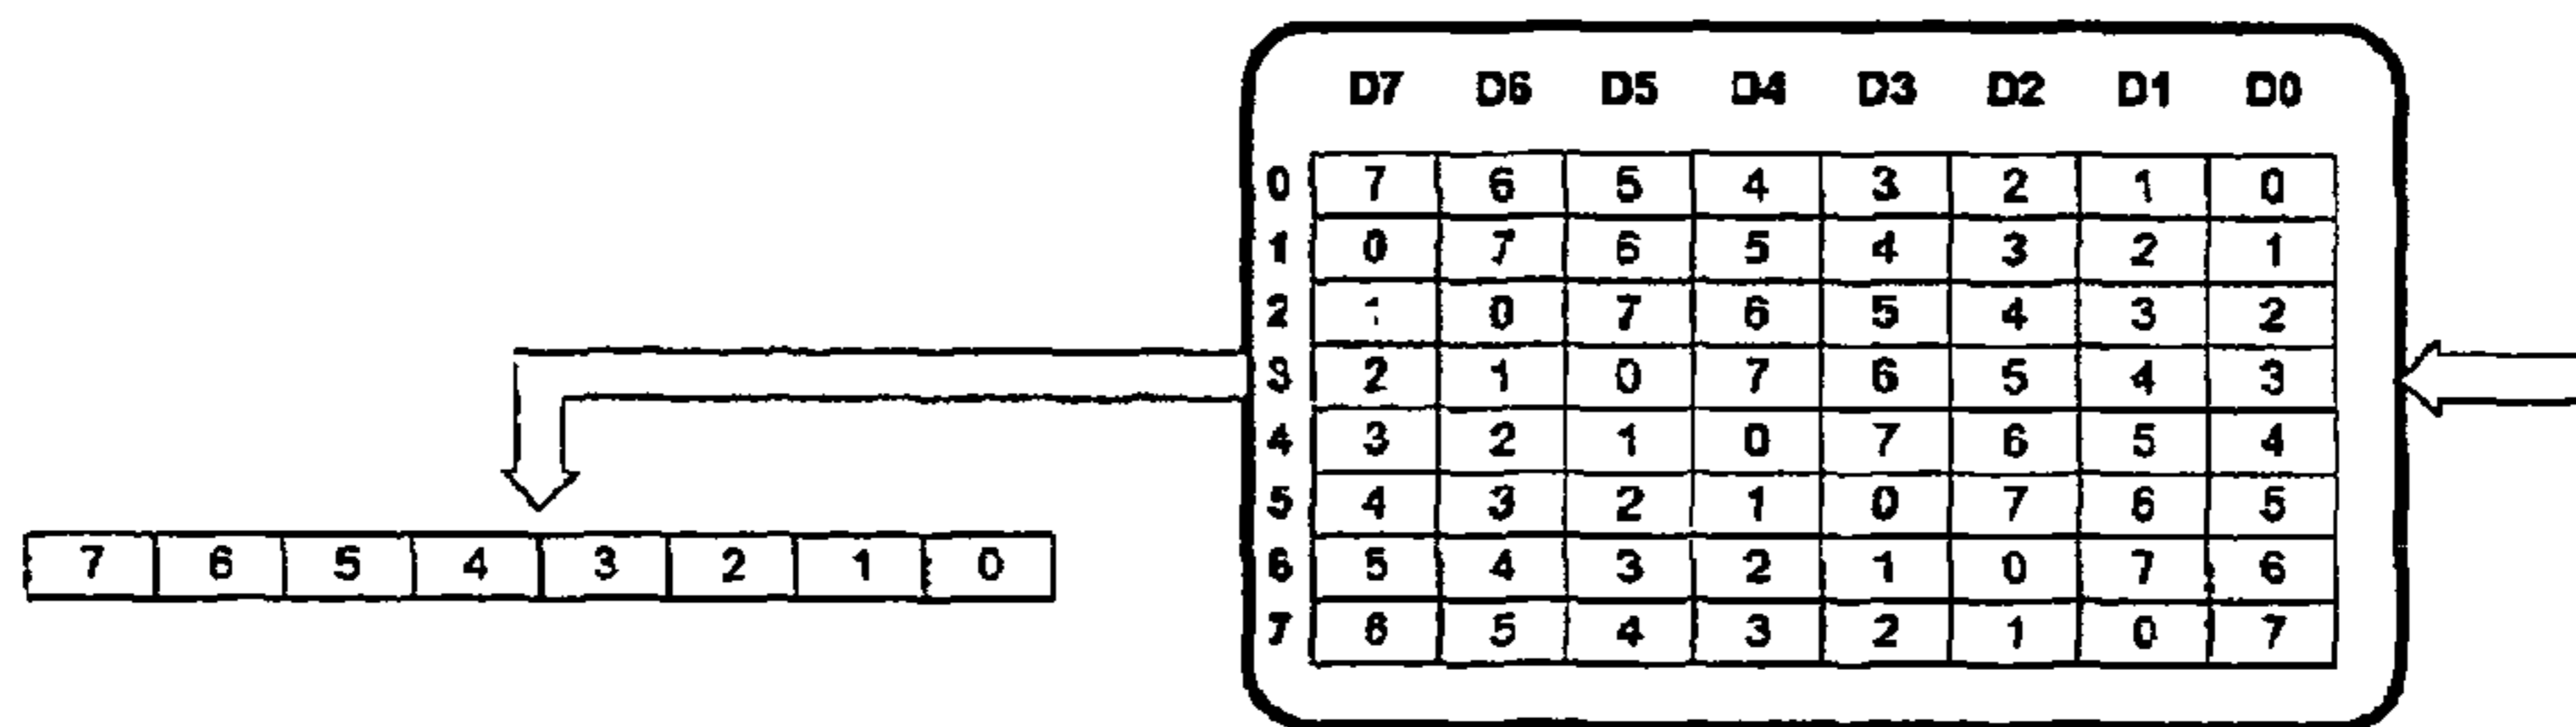 D7 D6 D5 D4 D3 D2 D1 D0
0 7 6 5 4 3 2 1 0
1 0 7 6 5 4 3 2 1
2 1 0 7 6 5 4 3 2
3 2 1 0 7 6 5 4 3
4 3 2 1 0 7 6 5 4
5 4 3 2 1 0 7 6 5
6 5 4 3 2 1 0 7 6
7 6 5 4 3 2 1 0 7
7 6 5 4 3 2 1 0